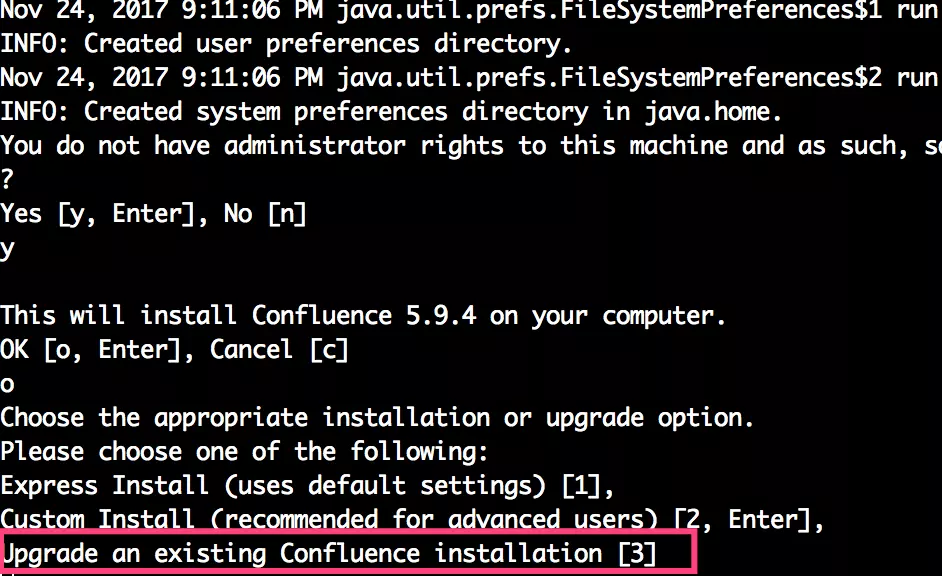 Nov 24, 2017 9:11:06 PM java.util.prefs.FileSystemPreferences$1 run
INFO: Created user preferences directory.
Nov 24, 2017 9:11:06 PM java.util.prefs.FileSystemPreferences$2 run
INFO: Created system preferences directory in java.home.
You do not have administrator rights to this machine and as such, so
?
Yes [y, Enter], No [n]
y
This will install Confluence 5.9.4 on your computer.
OK [o, Enter], Cancel [c]
o
Choose the appropriate installation or upgrade option.
Please choose one of the following:
Express Install (uses default settings) [1],
Custom Install (recommended for advanced users) [2, Enter],
Upgrade an existing Confluence installation [3]